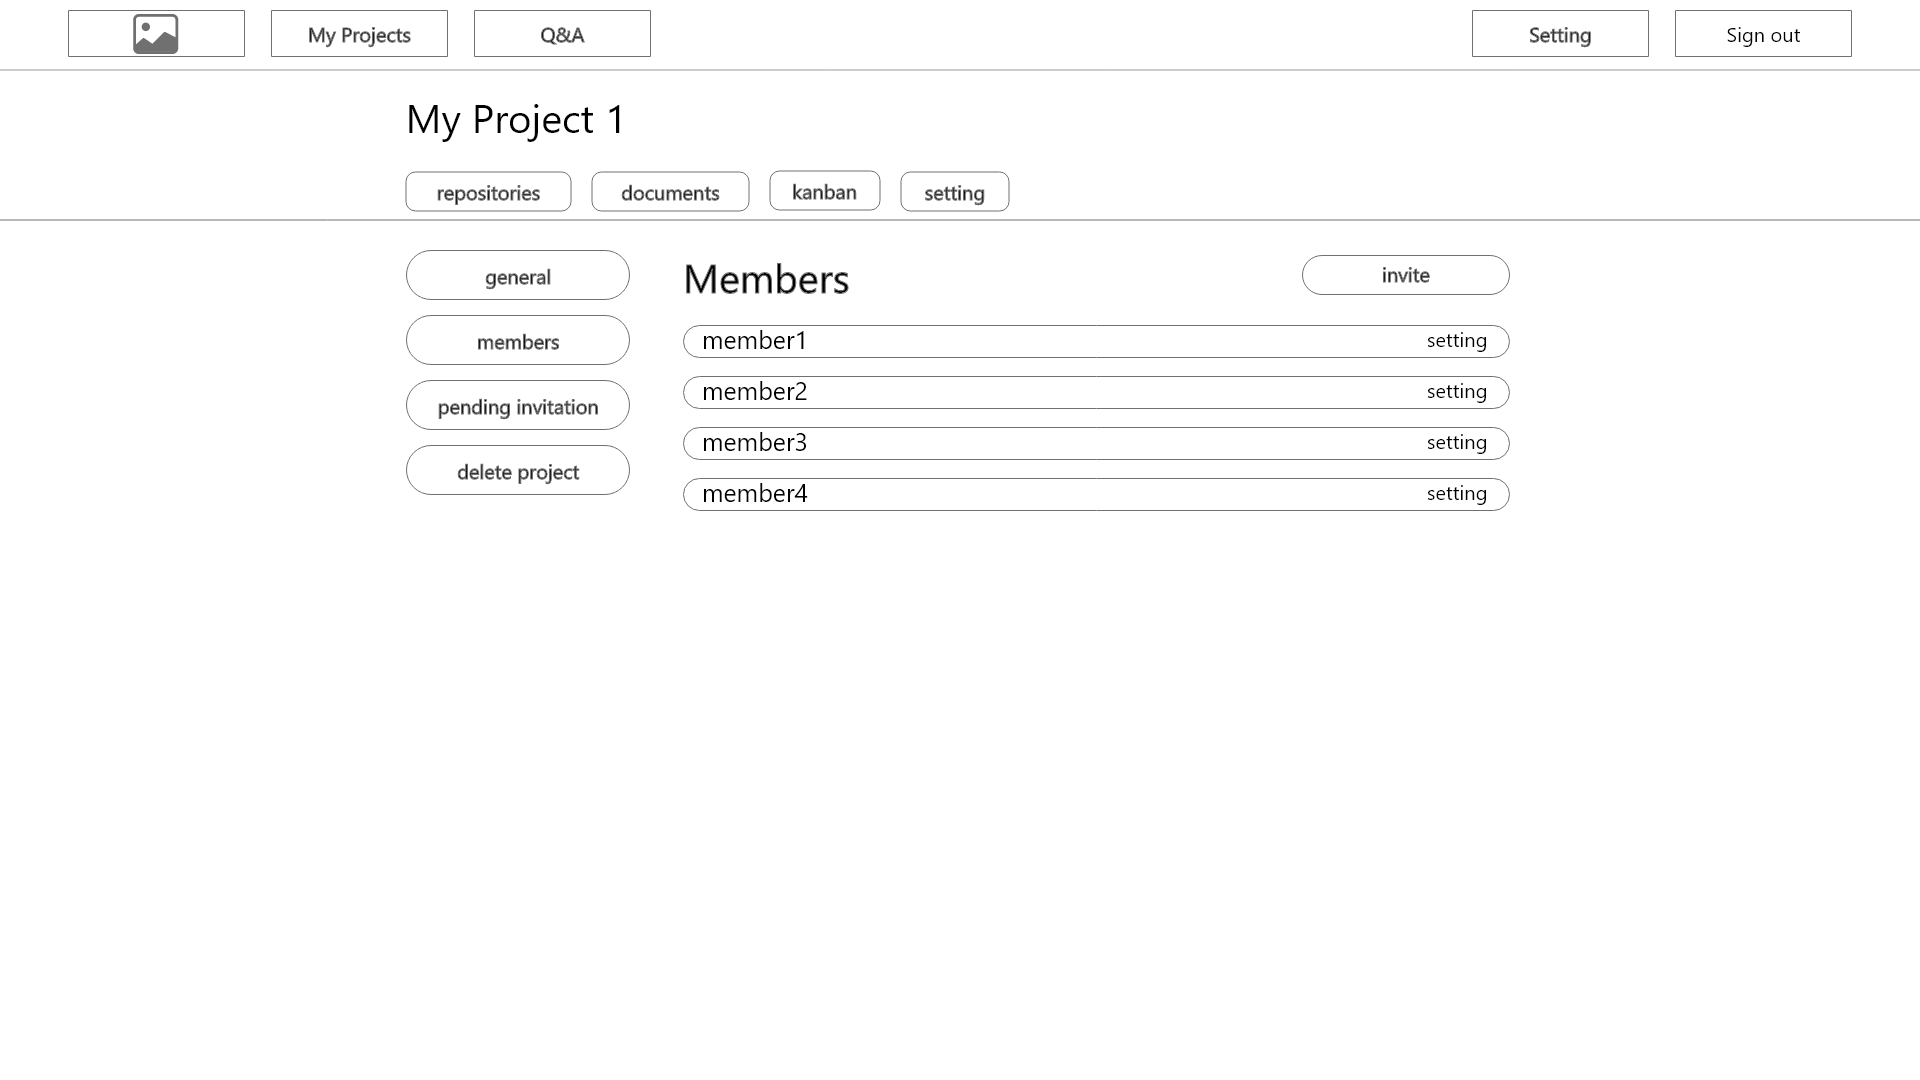 My Projects
Q&A
Setting
Sign out
My Project 1
repositories
documents
kanban
setting
general
members
pending invitation
delete project
Members
invite
member1 setting
member2 setting
member3 setting
member4 setting